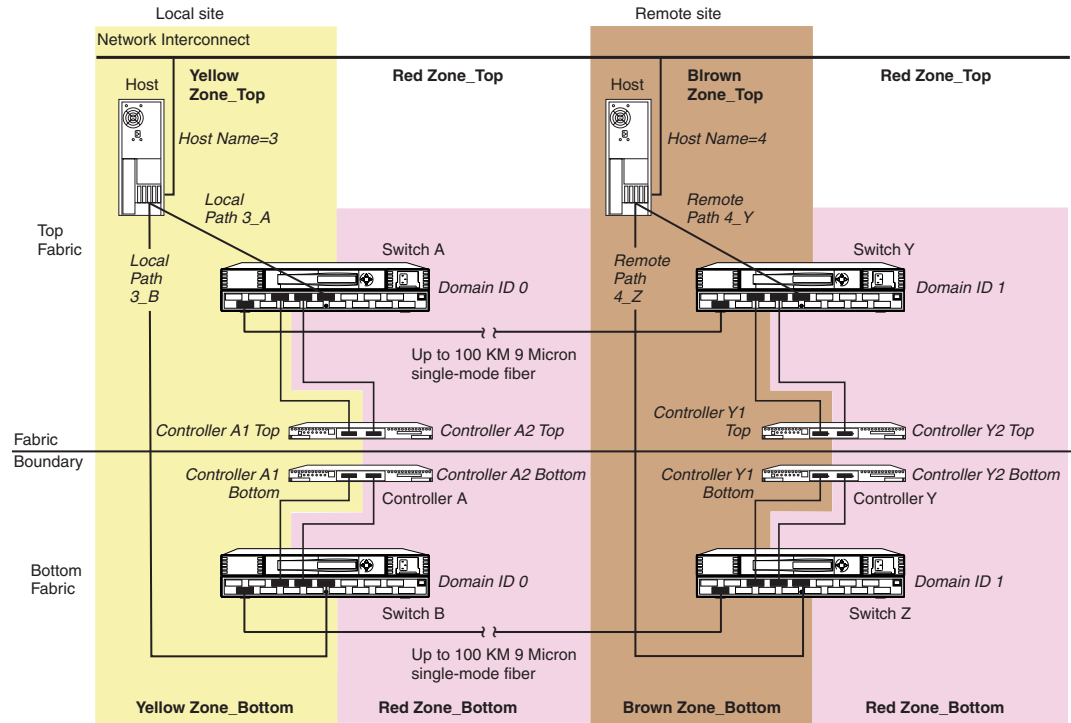 Local site
Remote site
Network Interconnect
Host
Yellow
Zone_Top
Red Zone_Top
Host
BIrown
Zone_Top
Red Zone_Top
Host Name=3
Host Name=4
Local
Path 3_A
Remote
Path 4_Y
Top
Fabric
Local
Path
3_B
Switch A
Domain ID 0
Remote
Path
4_Z
Switch Y
Domain ID 1
Up to 100 KM 9 Micron
single-mode fiber
Controller A1 Top
Controller A2 Top
Controller Y1
Top
Controller Y2 Top
Fabric
Boundary
Controller A1
Bottom
Controller A2 Bottom
Controller A
Controller Y1
Bottom
Controller Y2 Bottom
Controller Y
Bottom
Fabric
Domain ID 0
Switch B
Domain ID 1
Switch Z
Up to 100 KM 9 Micron
single-mode fiber
Yellow Zone_Bottom
Red Zone_Bottom
Brown Zone_Bottom
Red Zone_Bottom